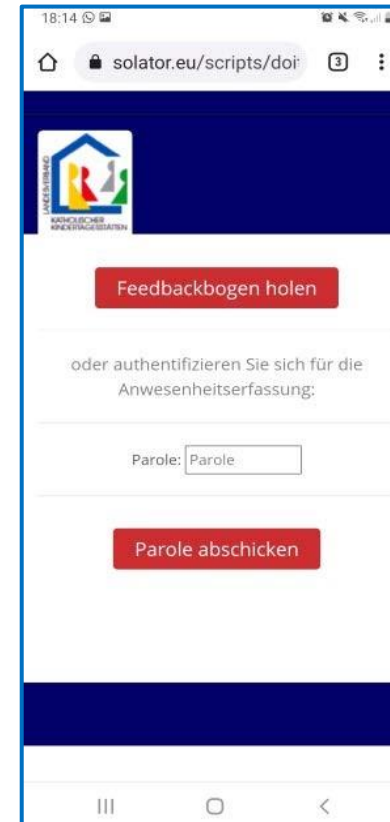 18:14
solator.eu/scripts/doi
3
LANDESVERBAND
KATHOLISCHER
KINDERTAGESSTÄTTEN
Feedbackbogen holen
oder authentifizieren Sie sich für die
Anwesenheitserfassung:
Parole: Parole
Parole abschicken